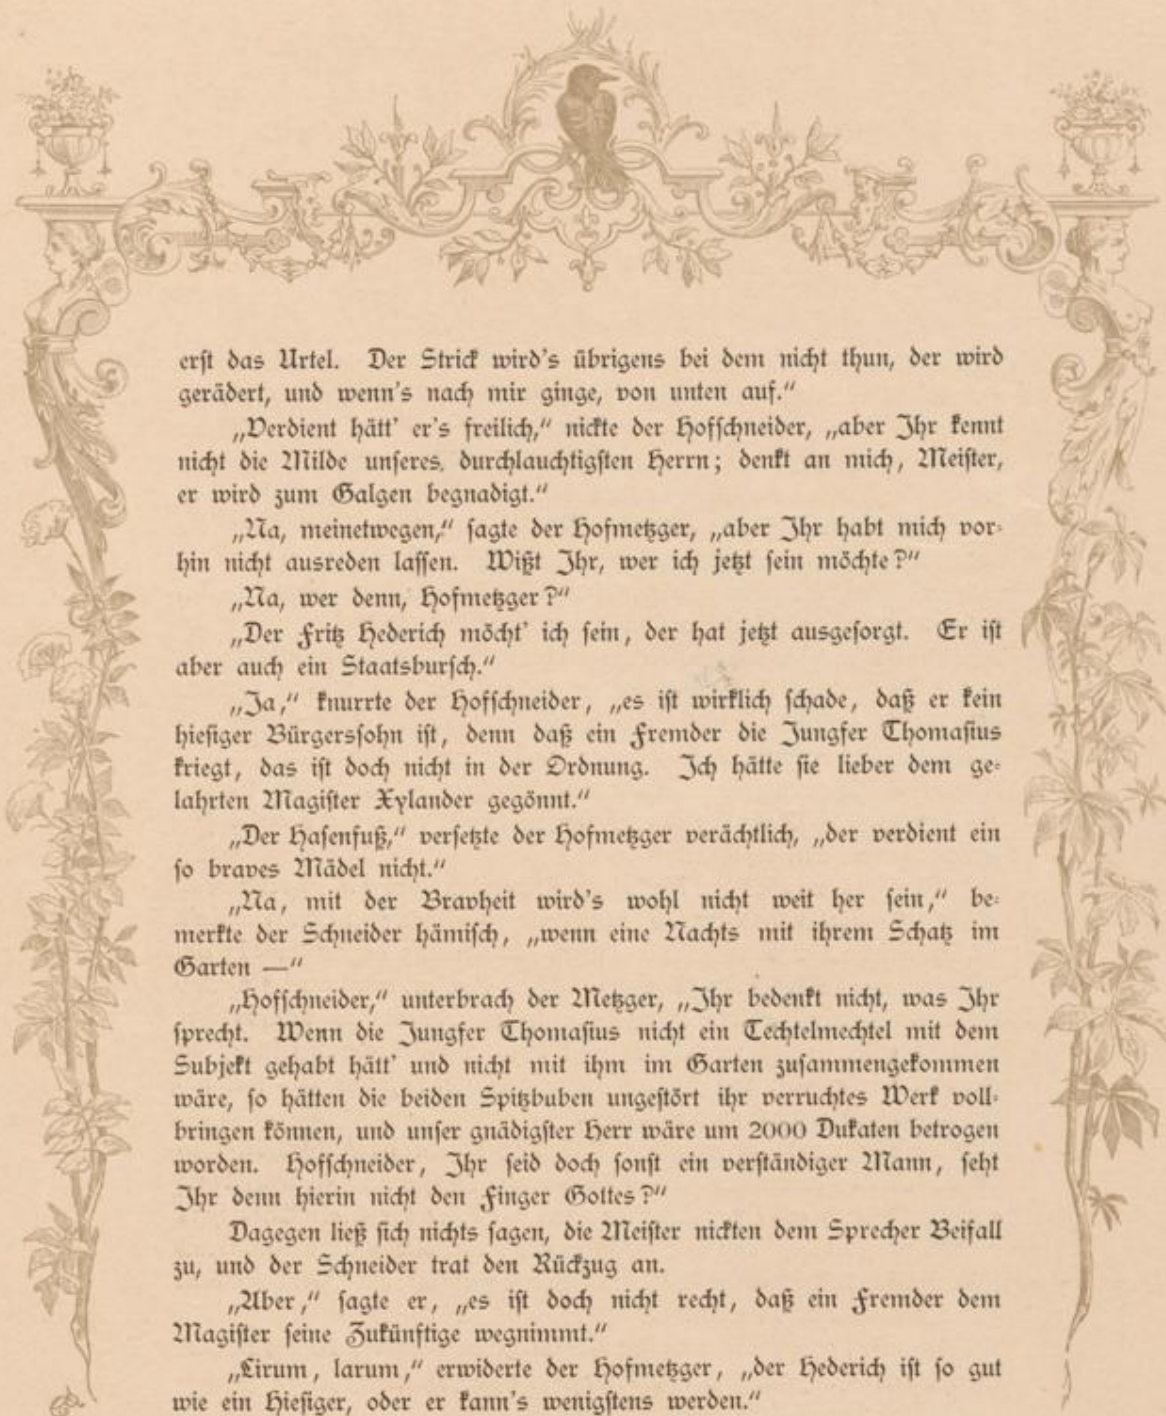 erſt das Urtel. Der Strick wird's übrigens bei dem nicht thun, der wird
gerädert, und wenn's nach mir ginge, von unten auf.“
„Verdient hätt' er's freilich,“ nickte der Hofſchneider, „aber Ihr kennt
nicht die Milde unſeres durchlauchtigſten Herrn; denkt an mich, Meiſter,
er wird zum Galgen begnadigt.“
„Na, meinetwegen,“ ſagte der Hofmetzger, „aber Ihr habt mich vor-
hin nicht ausreden laſſen. Wißt Ihr, wer ich jetzt ſein möchte?“
„Na, wer denn, Hofmetzger?“
„Der Fritz Hederich möcht' ich ſein, der hat jetzt ausgeſorgt. Er iſt
aber auch ein Staatsburſch.“
„Ja,“ knurrte der Hofſchneider, „es iſt wirklich ſchade, daß er kein
hieſiger Bürgersſohn iſt, denn daß ein Fremder die Jungfer Thomaſius
kriegt, das iſt doch nicht in der Ordnung. Ich hätte ſie lieber dem ge-
lahrten Magiſter Xylander gegönnt.“
„Der Haſenfuß,“ verſetzte der Hofmetzger verächtlich, „der verdient ein
ſo braves Mädel nicht.“
„Na, mit der Bravheit wird's wohl nicht weit her ſein,“ be-
merkte der Schneider hämiſch, „wenn eine Nachts mit ihrem Schatz im
Garten —“
„Hofſchneider,“ unterbrach der Metzger, „Ihr bedenkt nicht, was Ihr
ſprecht. Wenn die Jungfer Thomaſius nicht ein Techtelmechtel mit dem
Subjekt gehabt hätt' und nicht mit ihm im Garten zuſammengekommen
wäre, ſo hätten die beiden Spitzbuben ungeſtört ihr verruchtes Werk voll-
bringen können, und unſer gnädigſter Herr wäre um 2000 Dukaten betrogen
worden. Hofſchneider, Ihr ſeid doch ſonſt ein verſtändiger Mann, ſeht
Ihr denn hierin nicht den Finger Gottes?“
Dagegen ließ ſich nichts ſagen, die Meiſter nickten dem Sprecher Beifall
zu, und der Schneider trat den Rückzug an.
„Aber,“ ſagte er, „es iſt doch nicht recht, daß ein Fremder dem
Magiſter ſeine Zukünftige wegnimmt.“
„Lirum, larum,“ erwiderte der Hofmetzger, „der Hederich iſt ſo gut
wie ein Hieſiger, oder er kann's wenigſtens werden.“